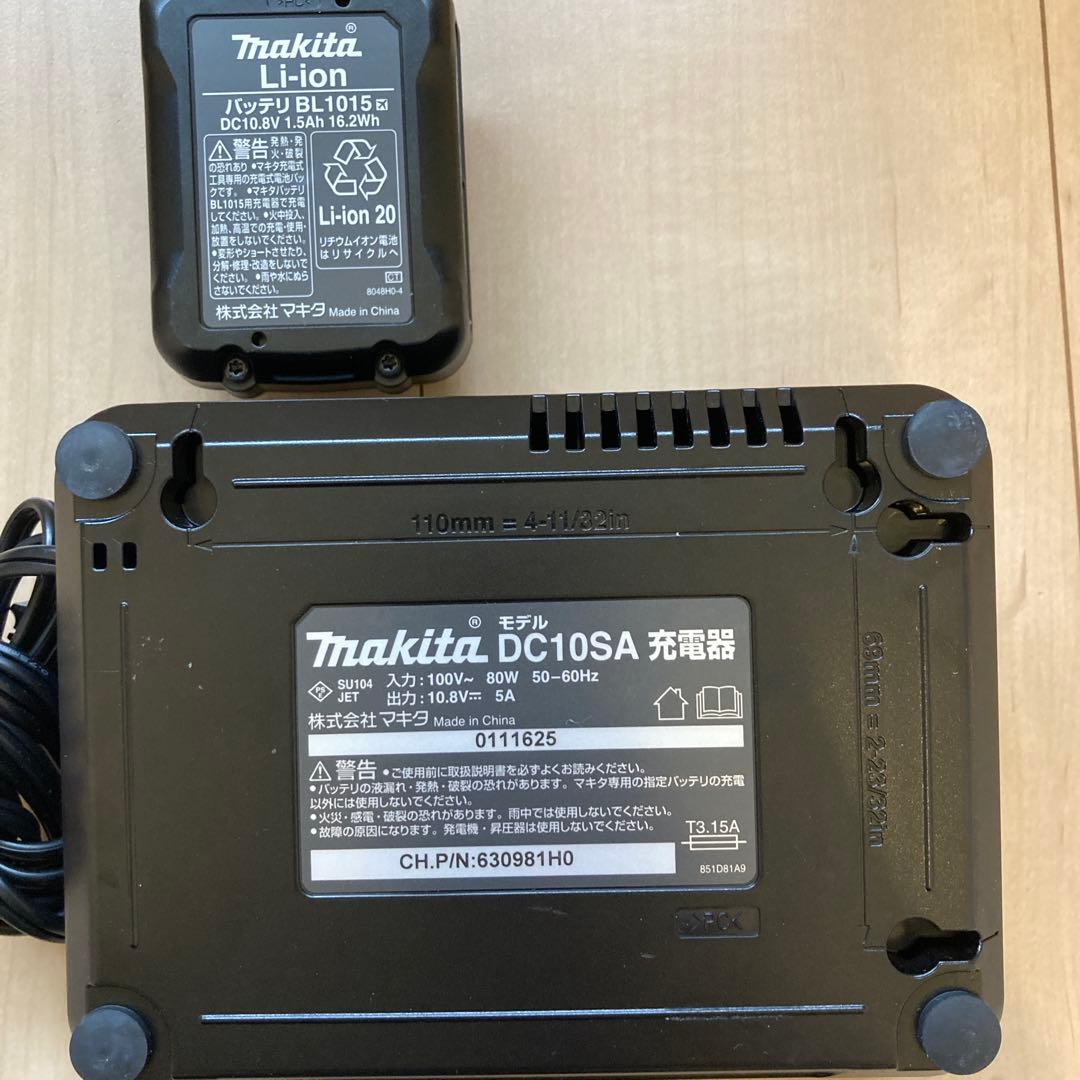 >PC<
makita®
Li-ion
バッテリ BL1015
DC10.8V 1.5Ah 16.2Wh
警告 発熱・発
火・破裂
の恐れあり ●マキタ充電式
工具専用の充電式電池パッ
クです。 ●マキタバッテリ
BL1015用充電器で充電
してください。●火中投入、
加熱、高温での充電・使用・
放置をしないでください。
●変形やショートさせたり、
分解・修理・改造をしないで
ください。 ●雨や水にぬら
さないでください。
Li-ion 20
リチウムイオン電池
はリサイクルへ
CT
8048H0-4
株式会社マキタ Made in China
110mm = 4-11/32in
69mm = 2-23/32in
makita® モデル DC10SA 充電器
PS E SU104 入力：100V~ 80W 50-60Hz
JET 出力：10.8V⎓ 5A
株式会社マキタ Made in China
0111625
警告 ●ご使用前に取扱説明書を必ずよくお読みください。
●バッテリの液漏れ・発熱・破裂の恐れがあります。マキタ専用の指定バッテリの充電
以外には使用しないでください。
●火災・感電・破裂の恐れがあります。雨中では使用しないでください。
●故障の原因になります。発電機・昇圧器は使用しないでください。
T3.15A
CH.P/N:630981H0
851D81A9
>PC<